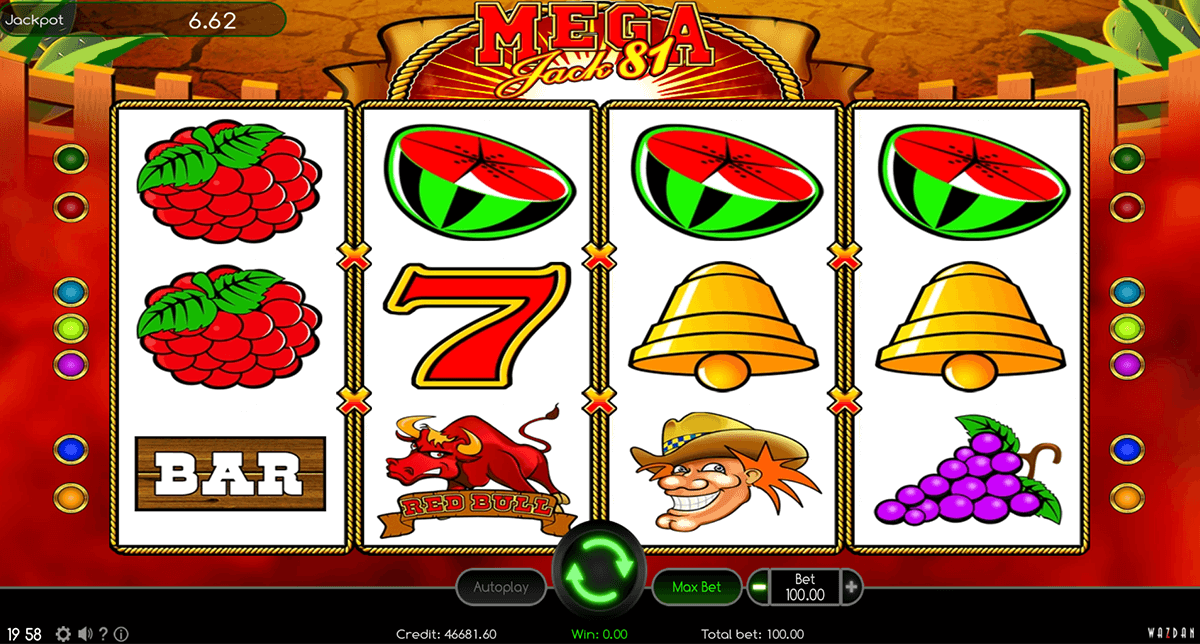 Jackpot 6.62
MEGA
Jack 81
7
BAR
RED BULL
Autoplay
Max Bet
Bet
100.00
19 58
?
Credit: 46681.60
Win: 0.00
Total bet: 100.00
WAZDAN